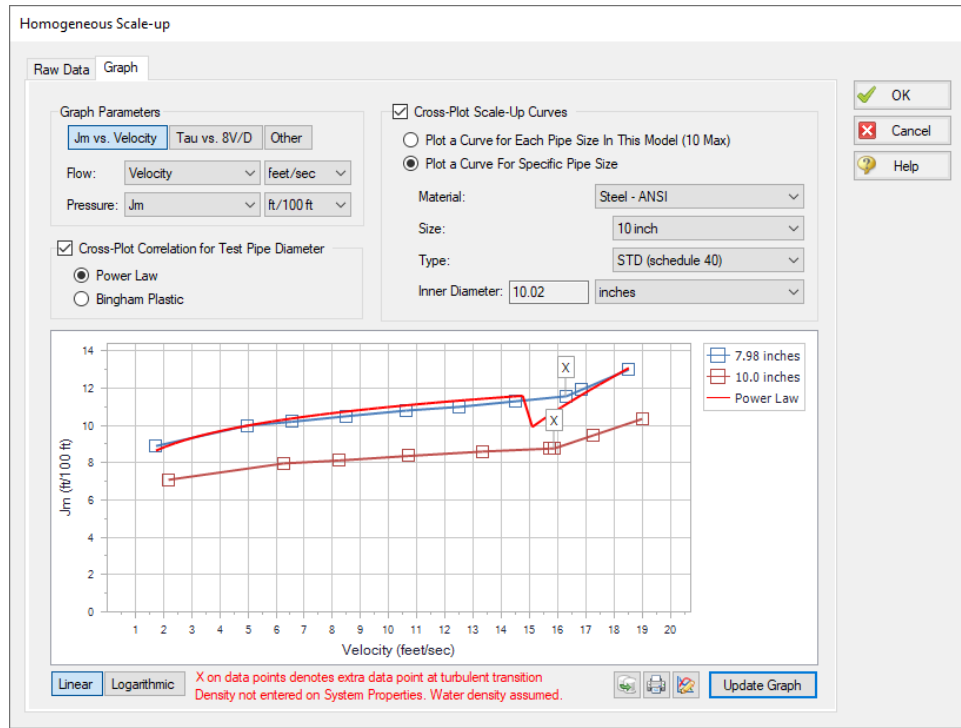 Homogeneous Scale-up
Raw Data
Graph
Graph Parameters
Jm vs. Velocity
Tau vs. 8V/D
Other
Flow:
Velocity
feet/sec
Pressure:
Jm
ft/100 ft
Cross-Plot Correlation for Test Pipe Diameter
Power Law
Bingham Plastic
Cross-Plot Scale-Up Curves
Plot a Curve for Each Pipe Size In This Model (10 Max)
Plot a Curve For Specific Pipe Size
Material:
Steel - ANSI
Size:
10 inch
Type:
STD (schedule 40)
Inner Diameter:
10.02
inches
OK
Cancel
Help
14
12
10
8
6
4
2
0
Jm (ft/100 ft)
X
X
1 2 3 4 5 6 7 8 9 10 11 12 13 14 15 16 17 18 19 20
Velocity (feet/sec)
7.98 inches
10.0 inches
Power Law
Linear
Logarithmic
X on data points denotes extra data point at turbulent transition
Density not entered on System Properties. Water density assumed.
Update Graph